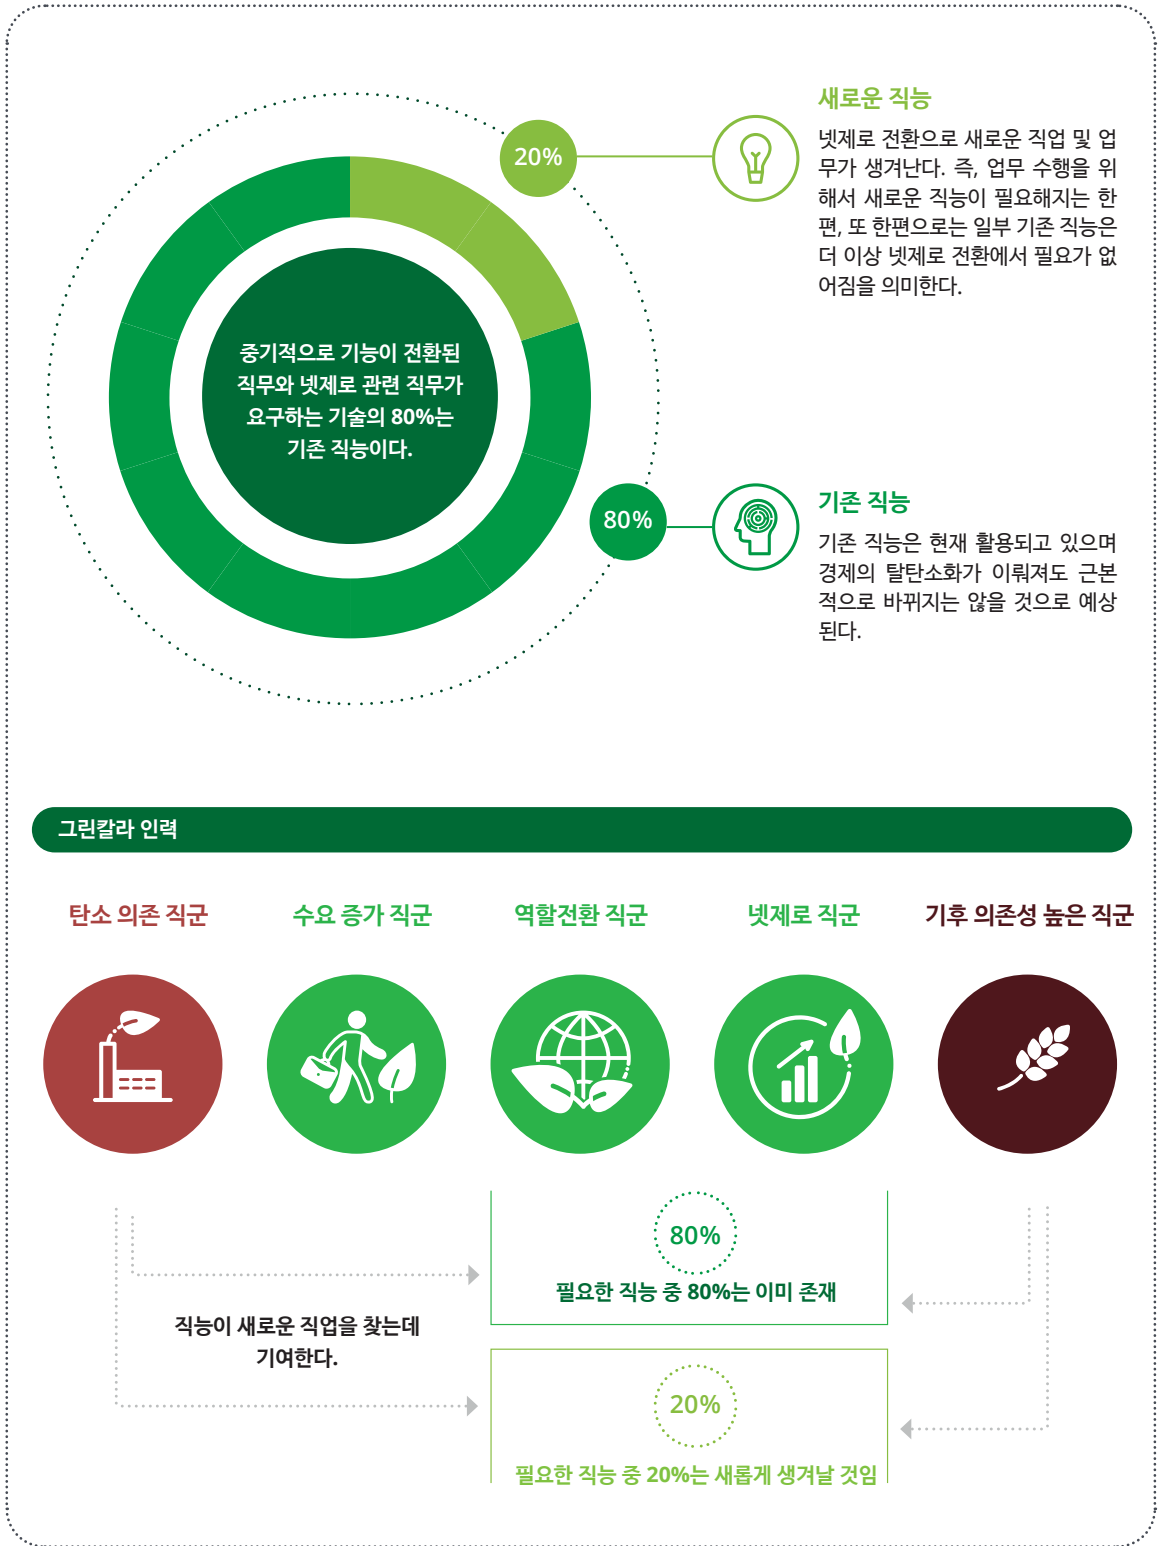 20%
새로운 직능
넷제로 전환으로 새로운 직업 및 업
무가 생겨난다. 즉, 업무 수행을 위
해서 새로운 직능이 필요해지는 한
편, 또 한편으로는 일부 기존 직능은
더 이상 넷제로 전환에서 필요가 없
어짐을 의미한다.
중기적으로 기능이 전환된
직무와 넷제로 관련 직무가
요구하는 기술의 80%는
기존 직능이다.
80%
기존 직능
기존 직능은 현재 활용되고 있으며
경제의 탈탄소화가 이뤄져도 근본
적으로 바뀌지는 않을 것으로 예상
된다.
그린칼라 인력
탄소 의존 직군
수요 증가 직군
역할전환 직군
넷제로 직군
기후 의존성 높은 직군
80%
필요한 직능 중 80%는 이미 존재
직능이 새로운 직업을 찾는데
기여한다.
20%
필요한 직능 중 20%는 새롭게 생겨날 것임